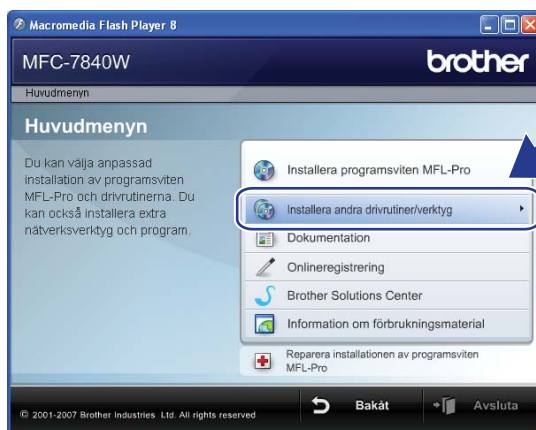 Macromedia Flash Player 8
MFC-7840W
brother
Huvudmenyn
Huvudmenyn
Du kan välja anpassad
installation av programsviten
MFL-Pro och drivrutinerna. Du
kan också installera extra
nätverksverktyg och program.
Installera programsviten MFL-Pro
Installera andra drivrutiner/verktyg
Dokumentation
Onlineregistrering
Brother Solutions Center
Information om förbrukningsmaterial
Reparera installationen av programsviten
MFL-Pro
© 2001-2007 Brother Industries Ltd. All rights reserved
Bakåt
Avsluta